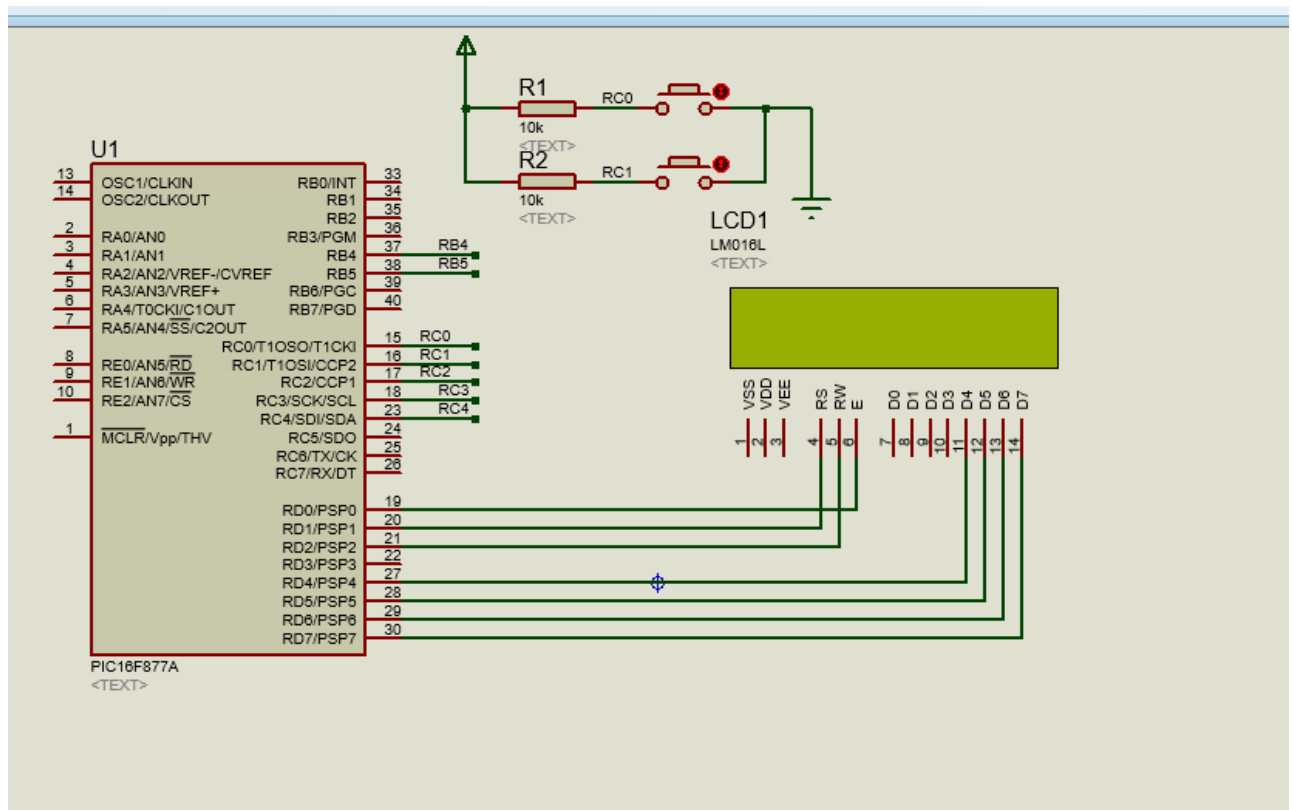 R1
RC0
10k
<TEXT>
R2
RC1
10k
<TEXT>
U1
13
OSC1/CLKIN
14
OSC2/CLKOUT
2
RA0/AN0
3
RA1/AN1
4
RA2/AN2/VREF-/CVREF
5
RA3/AN3/VREF+
6
RA4/T0CKI/C1OUT
7
RA5/AN4/SS/C2OUT
8
RE0/AN5/RD
9
RE1/AN6/WR
10
RE2/AN7/CS
1
MCLR/Vpp/THV
RB0/INT
33
RB1
34
RB2
35
RB3/PGM
36
RB4
37
RB4
RB5
38
RB5
RB6/PGC
39
RB7/PGD
40
RC0/T1OSO/T1CKI
15
RC0
RC1/T1OSI/CCP2
16
RC1
RC2/CCP1
17
RC2
RC3/SCK/SCL
18
RC3
RC4/SDI/SDA
23
RC4
RC5/SDO
24
RC6/TX/CK
25
RC7/RX/DT
26
RD0/PSP0
19
RD1/PSP1
20
RD2/PSP2
21
RD3/PSP3
22
RD4/PSP4
27
RD5/PSP5
28
RD6/PSP6
29
RD7/PSP7
30
PIC16F877A
<TEXT>
LCD1
LM016L
<TEXT>
VSS
VDD
VEE
RS
RW
E
D0
D1
D2
D3
D4
D5
D6
D7
1
2
3
4
5
6
7
8
9
10
11
12
13
14